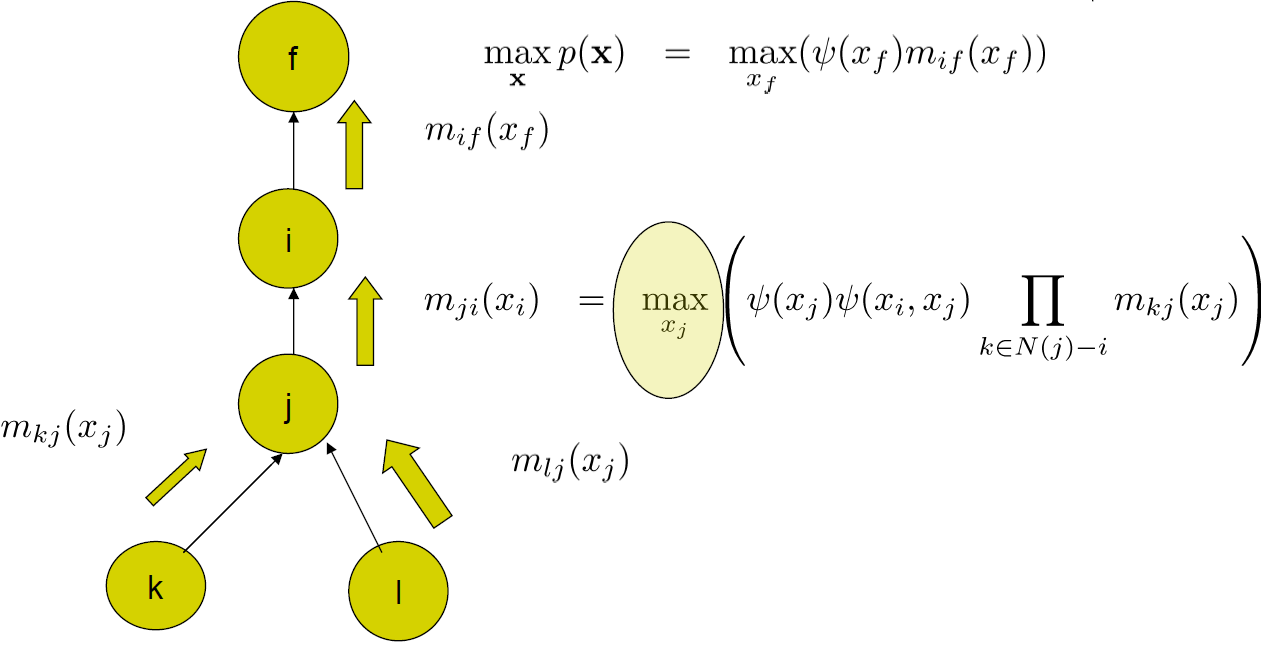 f
max_x p(x) = max_{x_f}(ψ(x_f)m_{if}(x_f))
m_{if}(x_f)
i
m_{ji}(x_i) = max_{x_j} ( ψ(x_j)ψ(x_i, x_j) ∏_{k∈N(j)−i} m_{kj}(x_j) )
j
m_{kj}(x_j)
m_{lj}(x_j)
k
l